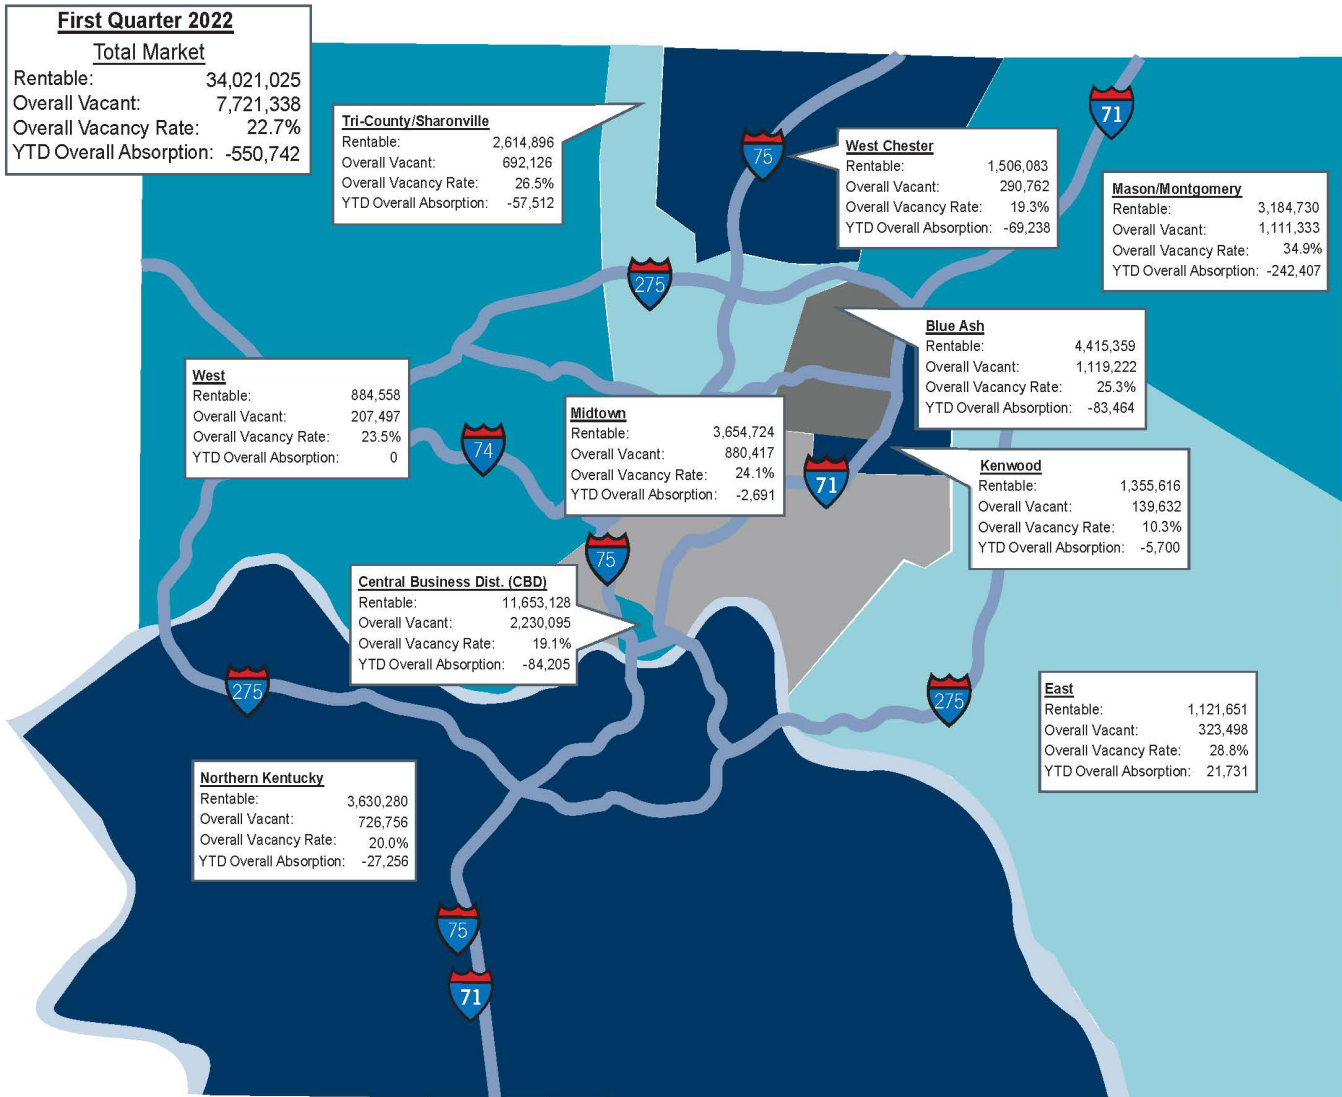 First Quarter 2022
Total Market
Rentable: 34,021,025
Overall Vacant: 7,721,338
Overall Vacancy Rate: 22.7%
YTD Overall Absorption: -550,742
71
Tri-County/Sharonville
Rentable: 2,614,896
Overall Vacant: 692,126
Overall Vacancy Rate: 26.5%
YTD Overall Absorption: -57,512
75
West Chester
Rentable: 1,506,083
Overall Vacant: 290,762
Overall Vacancy Rate: 19.3%
YTD Overall Absorption: -69,238
Mason/Montgomery
Rentable: 3,184,730
Overall Vacant: 1,111,333
Overall Vacancy Rate: 34.9%
YTD Overall Absorption: -242,407
275
Blue Ash
Rentable: 4,415,359
Overall Vacant: 1,119,222
Overall Vacancy Rate: 25.3%
YTD Overall Absorption: -83,464
West
Rentable: 884,558
Overall Vacant: 207,497
Overall Vacancy Rate: 23.5%
YTD Overall Absorption: 0
74
Midtown
Rentable: 3,654,724
Overall Vacant: 880,417
Overall Vacancy Rate: 24.1%
YTD Overall Absorption: -2,691
71
Kenwood
Rentable: 1,355,616
Overall Vacant: 139,632
Overall Vacancy Rate: 10.3%
YTD Overall Absorption: -5,700
75
Central Business Dist. (CBD)
Rentable: 11,653,128
Overall Vacant: 2,230,095
Overall Vacancy Rate: 19.1%
YTD Overall Absorption: -84,205
275
275
East
Rentable: 1,121,651
Overall Vacant: 323,498
Overall Vacancy Rate: 28.8%
YTD Overall Absorption: 21,731
Northern Kentucky
Rentable: 3,630,280
Overall Vacant: 726,756
Overall Vacancy Rate: 20.0%
YTD Overall Absorption: -27,256
75
71